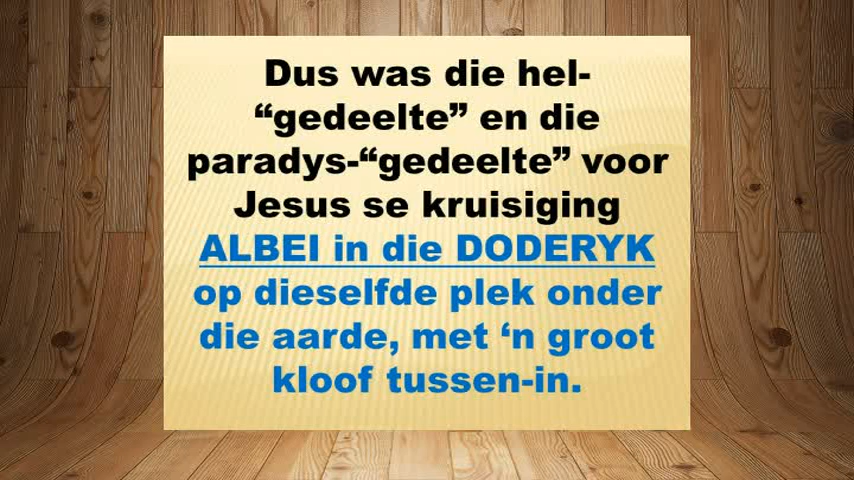 Dus was die hel-
“gedeelte” en die
paradys-“gedeelte” voor
Jesus se kruisiging
ALBEI in die DODERYK
op dieselfde plek onder
die aarde, met ‘n groot
kloof tussen-in.